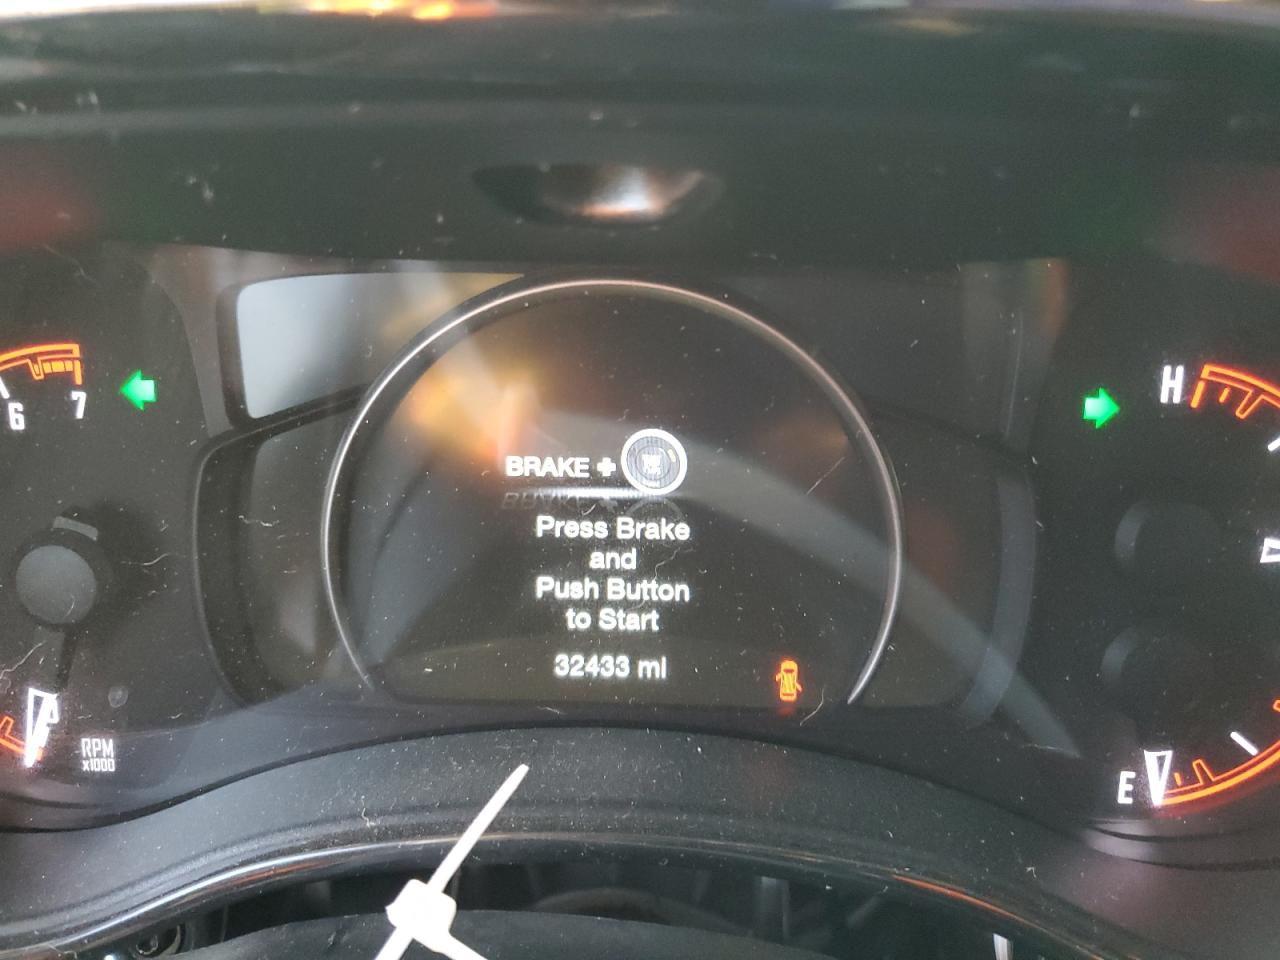 6 7
H
BRAKE +
Press Brake
and
Push Button
to Start
32433 mi
RPM
x1000
E